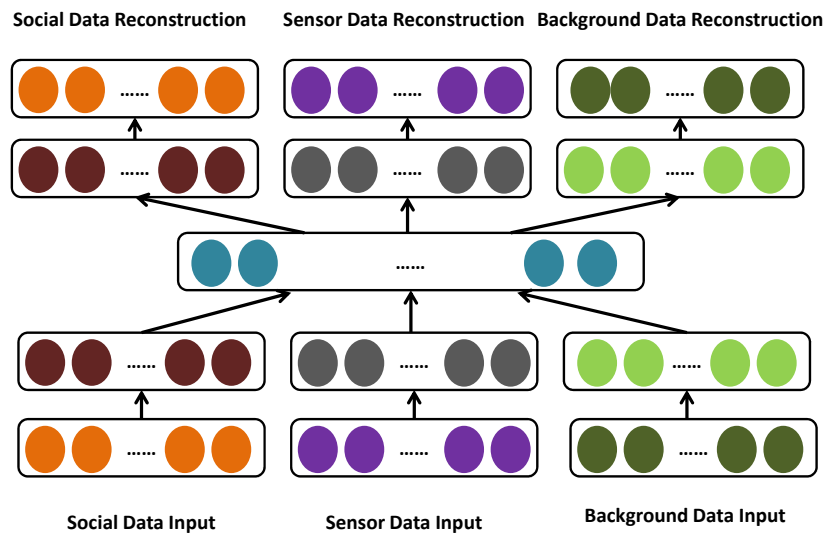 Social Data Reconstruction
Sensor Data Reconstruction
Background Data Reconstruction
...... ...... ......
...... ...... ......
......
...... ...... ......
...... ...... ......
Social Data Input
Sensor Data Input
Background Data Input